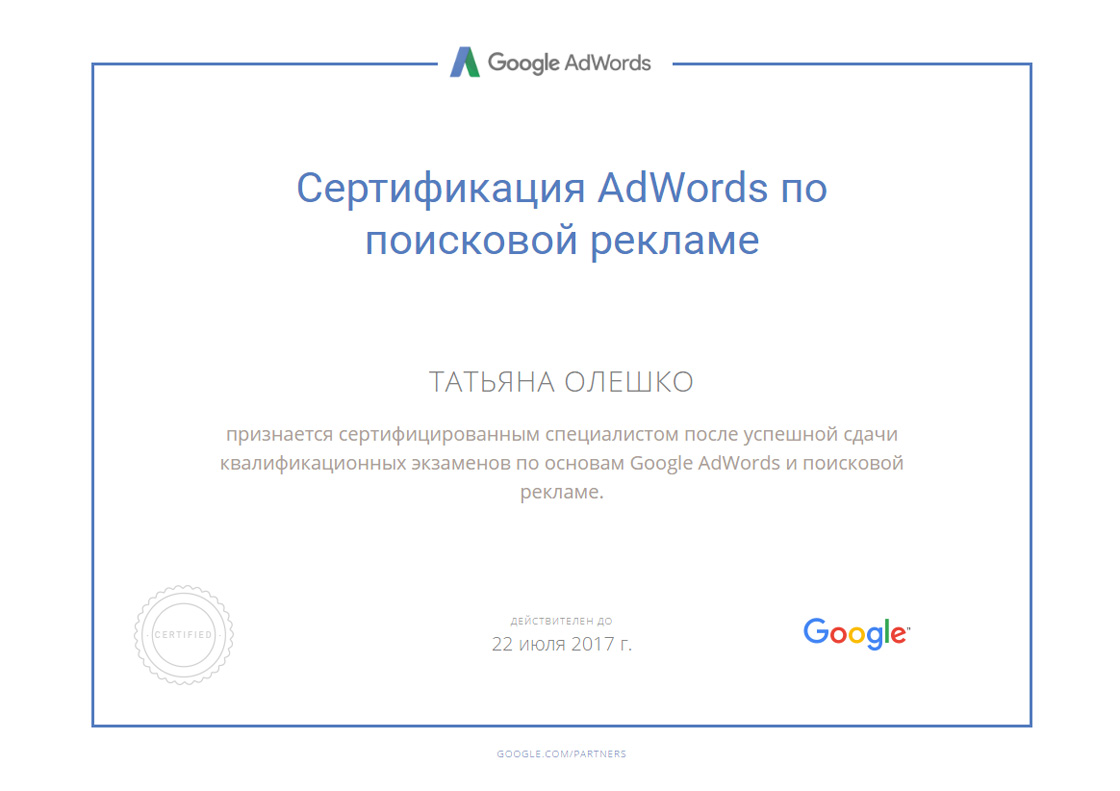 Google AdWords
Сертификация AdWords по
поисковой рекламе
ТАТЬЯНА ОЛЕШКО
признается сертифицированным специалистом после успешной сдачи
квалификационных экзаменов по основам Google AdWords и поисковой
рекламе.
· CERTIFIED ·
ДЕЙСТВИТЕЛЕН ДО
22 июля 2017 г.
Google™
GOOGLE.COM/PARTNERS